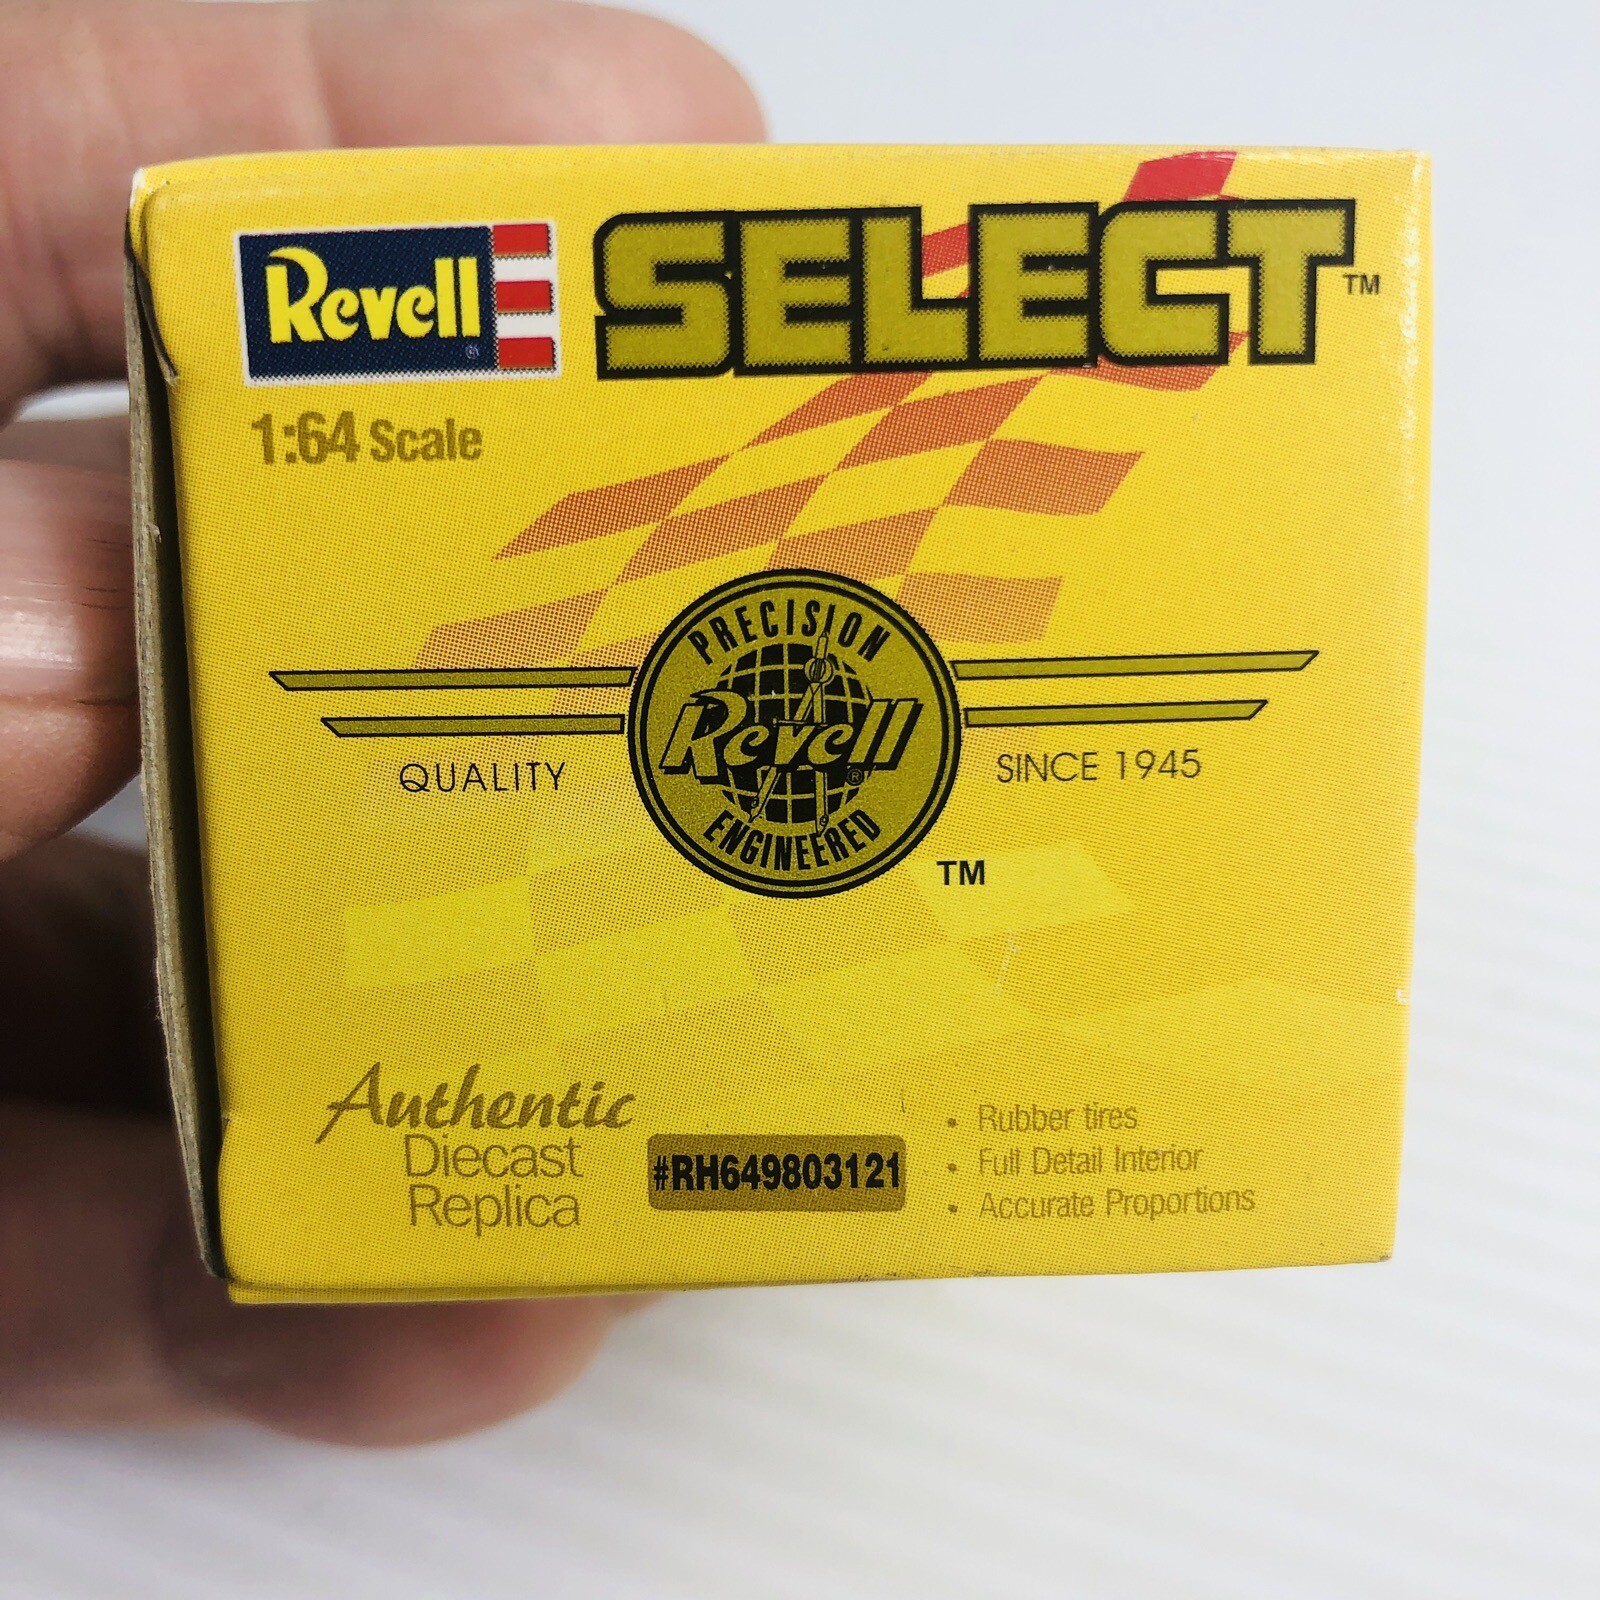 Revell®
SELECT™
1:64 Scale
PRECISION
Revell®
ENGINEERED
TM
QUALITY
SINCE 1945
Authentic
Diecast
Replica
#RH649803121
• Rubber tires
• Full Detail Interior
• Accurate Proportions